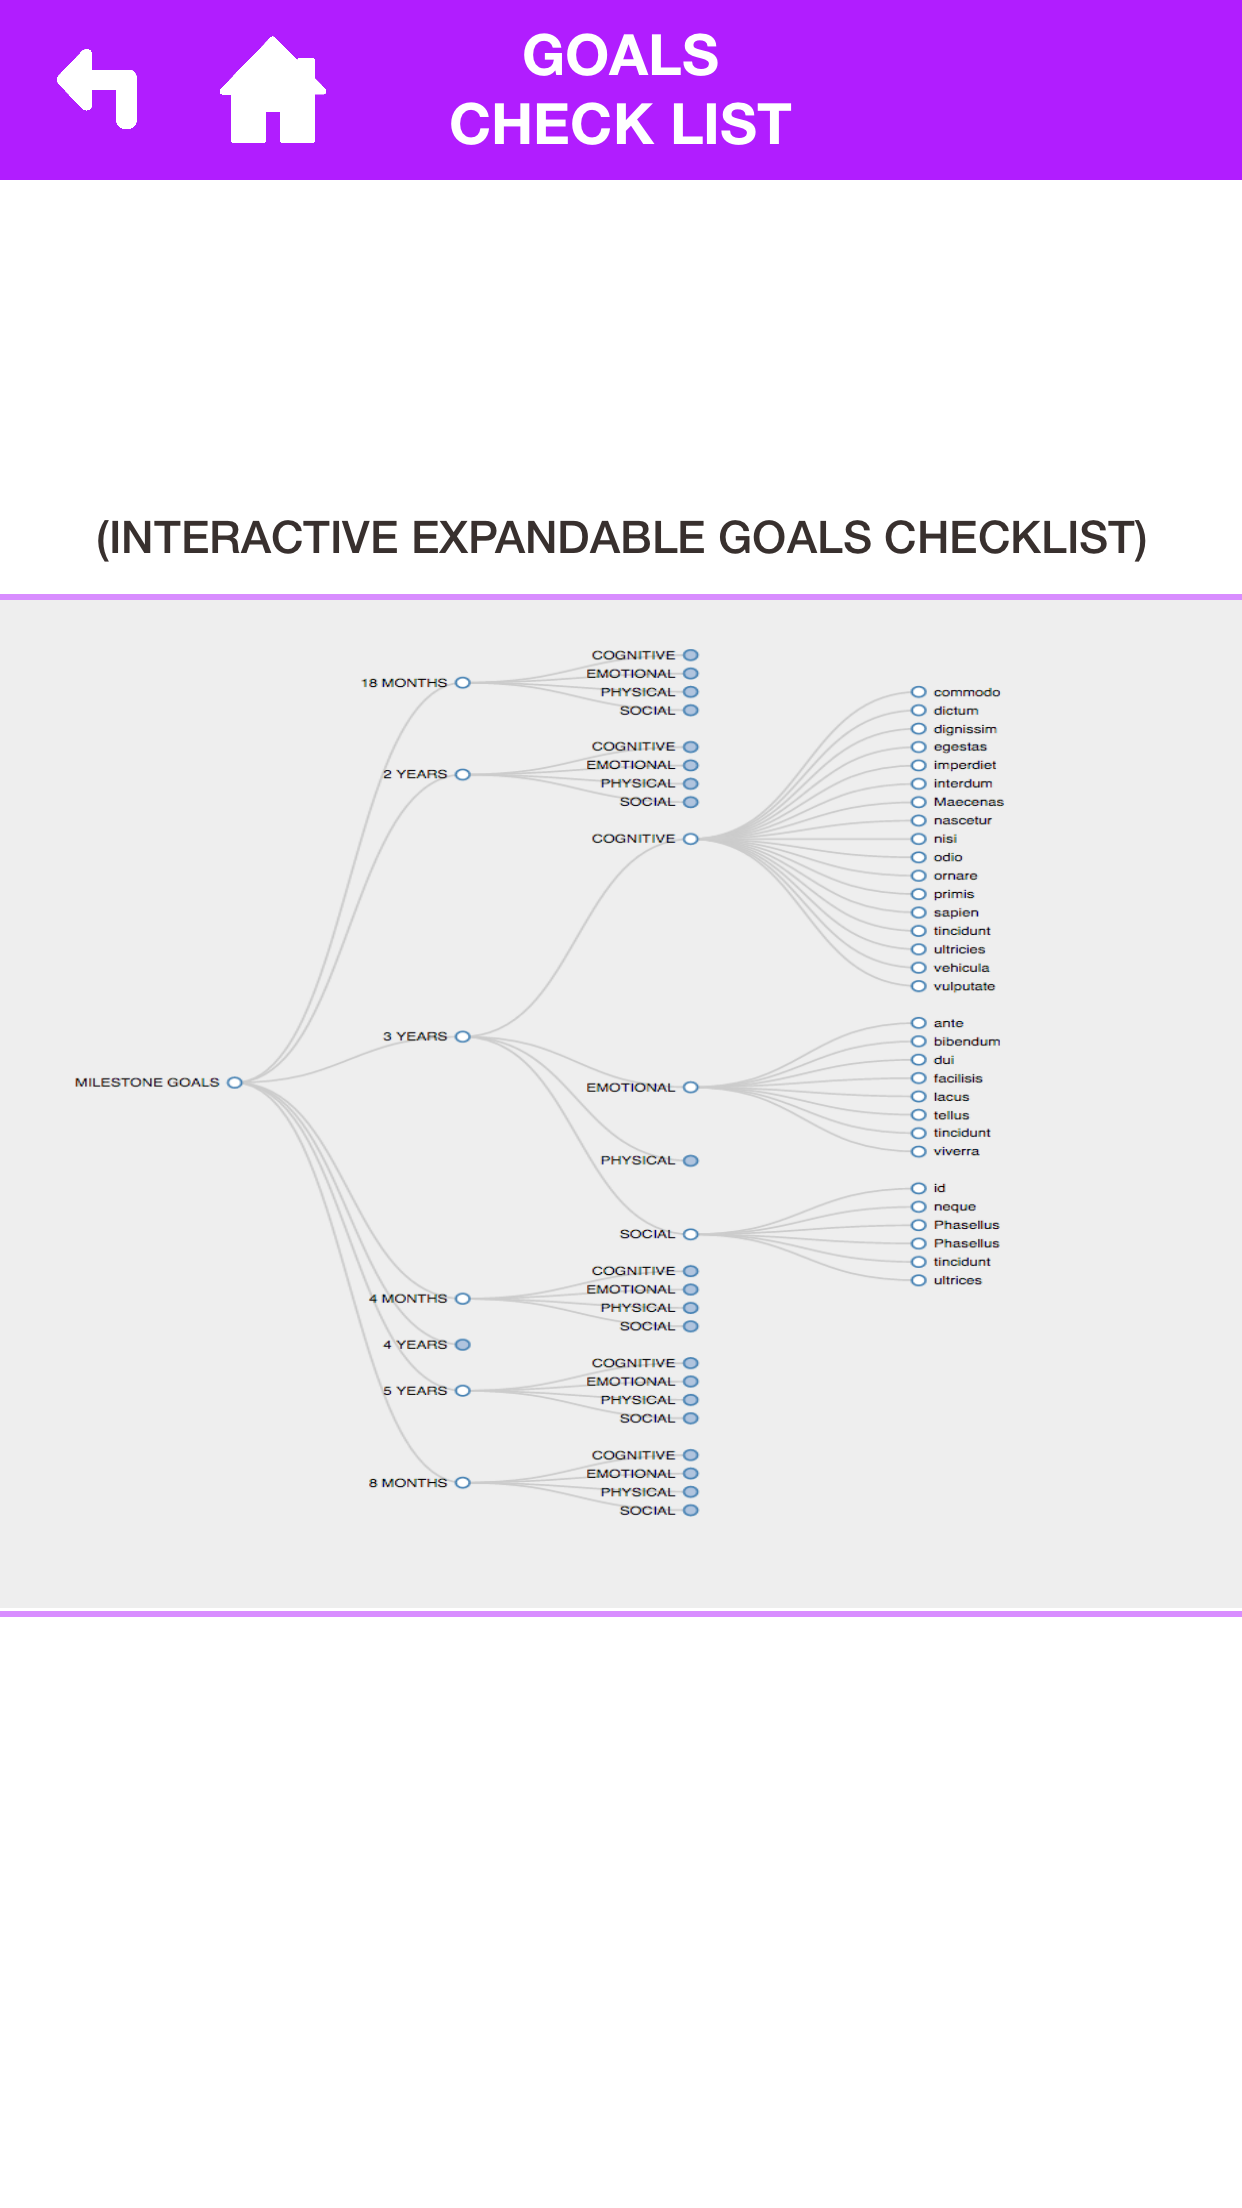 GOALS
CHECK LIST
(INTERACTIVE EXPANDABLE GOALS CHECKLIST)
MILESTONE GOALS
18 MONTHS
COGNITIVE
EMOTIONAL
PHYSICAL
SOCIAL
2 YEARS
COGNITIVE
EMOTIONAL
PHYSICAL
SOCIAL
3 YEARS
COGNITIVE
commodo
dictum
dignissim
egestas
imperdiet
interdum
Maecenas
nascetur
nisi
odio
ornare
primis
sapien
tincidunt
ultricies
vehicula
vulputate
EMOTIONAL
ante
bibendum
dui
facilisis
lacus
tellus
tincidunt
viverra
PHYSICAL
SOCIAL
id
neque
Phasellus
Phasellus
tincidunt
ultrices
4 MONTHS
COGNITIVE
EMOTIONAL
PHYSICAL
SOCIAL
4 YEARS
5 YEARS
COGNITIVE
EMOTIONAL
PHYSICAL
SOCIAL
8 MONTHS
COGNITIVE
EMOTIONAL
PHYSICAL
SOCIAL